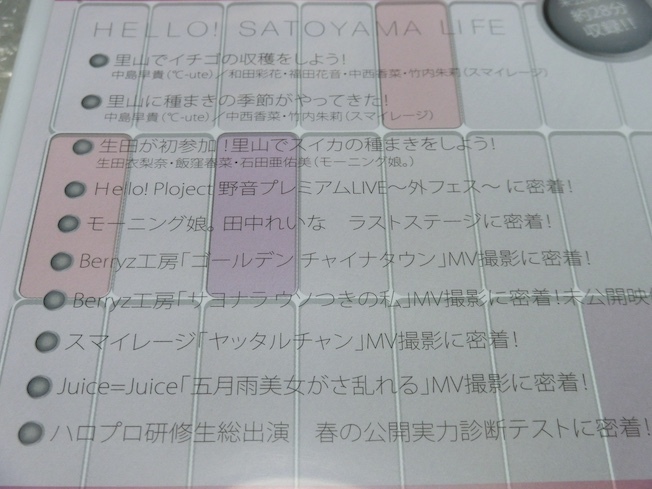 約28分
収録!!
HELLO! SATOYAMA LIFE
里山でイチゴの収穫をしよう!
中島早貴(℃-ute)/和田彩花・福田花音・中西香菜・竹内朱莉(スマイレージ)
里山に種まきの季節がやってきた!
中島早貴(℃-ute)/中西香菜・竹内朱莉(スマイレージ)
生田が初参加!里山でスイカの種まきをしよう!
生田衣梨奈・飯窪春菜・石田亜佑美(モーニング娘。)
Hello! Ploject 野音プレミアムLIVE〜外フェス〜 に密着!
モーニング娘。田中れいな ラストステージに密着!
Berryz工房「ゴールデン チャイナタウン」MV撮影に密着!
Berryz工房「サヨナラ ウソつきの私」MV撮影に密着!未公開映
スマイレージ「ヤッタルチャン」MV撮影に密着!
Juice=Juice「五月雨美女がさ乱れる」MV撮影に密着!
ハロプロ研修生総出演 春の公開実力診断テストに密着!